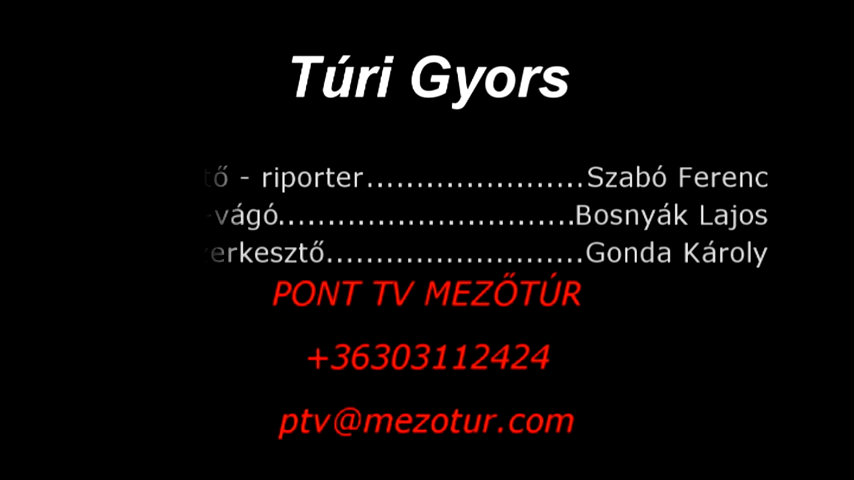 Túri Gyors
tő - riporter......................Szabó Ferenc
-vágó..............................Bosnyák Lajos
erkesztő..........................Gonda Károly
PONT TV MEZŐTÚR
+36303112424
ptv@mezotur.com